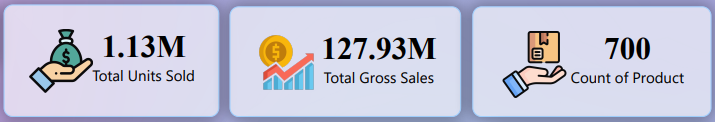 1.13M
Total Units Sold
127.93M
Total Gross Sales
700
Count of Product